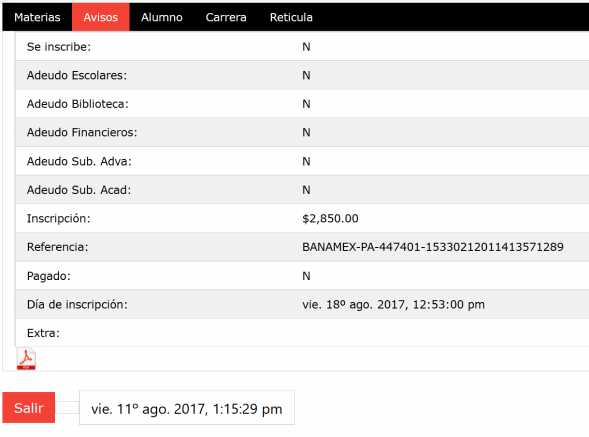 Materias Avisos Alumno Carrera Reticula
Se inscribe: N
Adeudo Escolares: N
Adeudo Biblioteca: N
Adeudo Financieros: N
Adeudo Sub. Adva: N
Adeudo Sub. Acad: N
Inscripción: $2,850.00
Referencia: BANAMEX-PA-447401-15330212011413571289
Pagado: N
Día de inscripción: vie. 18º ago. 2017, 12:53:00 pm
Extra:
Salir vie. 11º ago. 2017, 1:15:29 pm